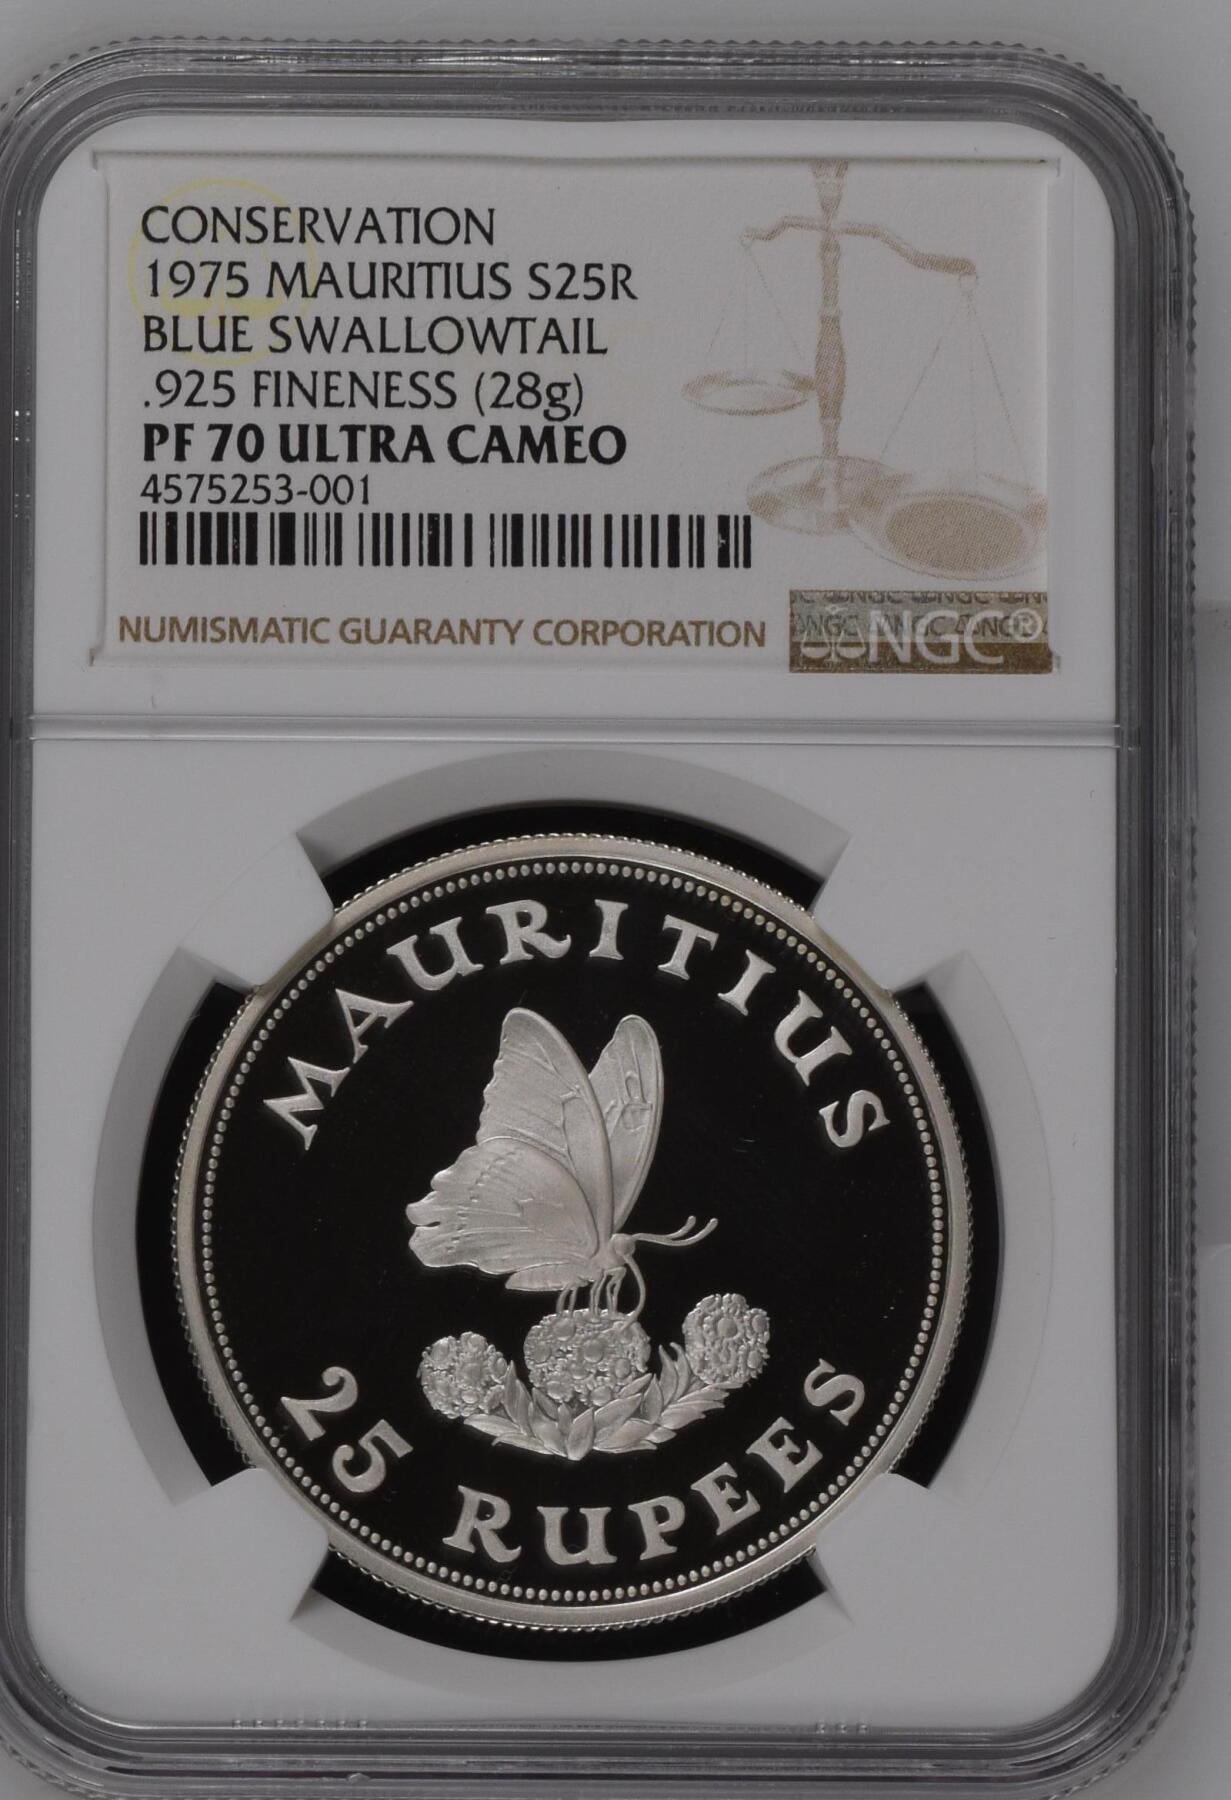 CONSERVATION
1975 MAURITIUS S25R
BLUE SWALLOWTAIL
.925 FINENESS (28g)
PF 70 ULTRA CAMEO
4575253-001
NUMISMATIC GUARANTY CORPORATION
NGC®
MAURITIUS
25 RUPEES